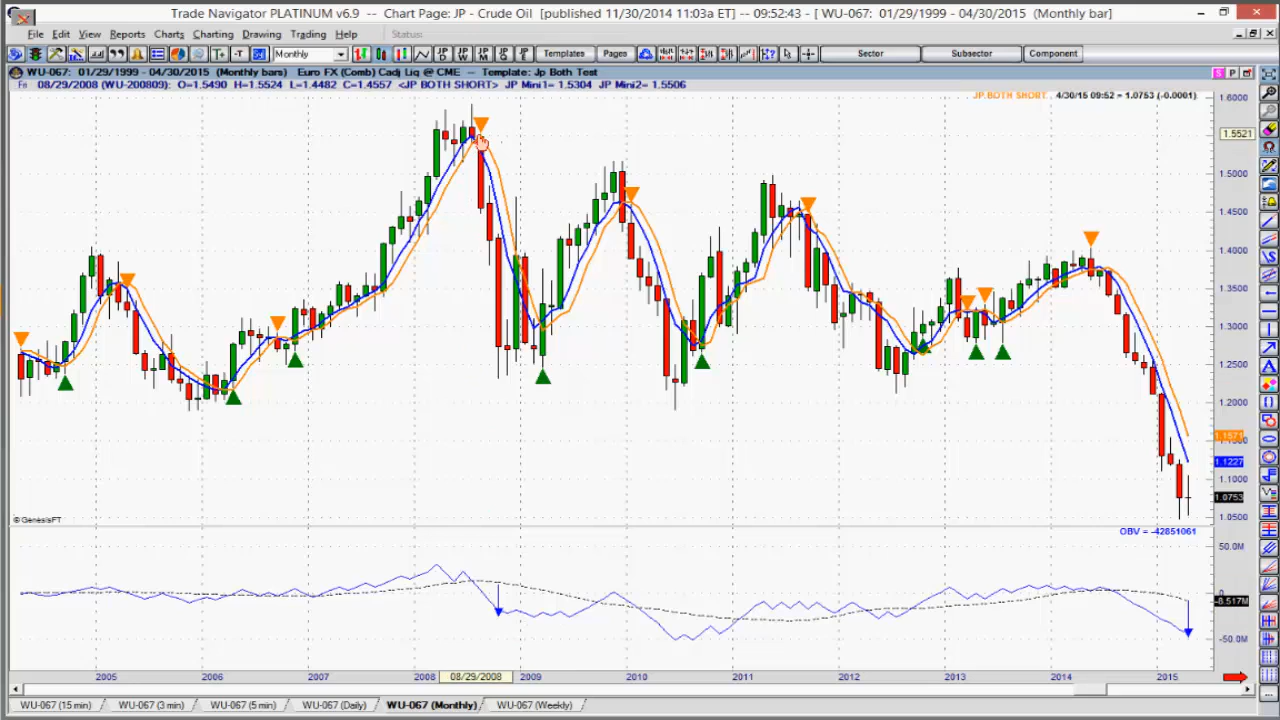 Trade Navigator PLATINUM v6.9 -- Chart Page: JP - Crude Oil [published 11/30/2014 11:03a ET] -- 09:52:43 - [ WU-067: 01/29/1999 - 04/30/2015 (Monthly bar)]
File Edit View Reports Charts Charting Drawing Trading Help Status:
Monthly Templates Pages Sector Subsector Component
WU-067: 01/29/1999 - 04/30/2015 (Monthly bars) Euro FX (Comb) Cadj Liq @ CME -- Template: Jp Both Test
08/29/2008 (WU-200809): O=1.5490 H=1.5524 L=1.4482 C=1.4557 <JP BOTH SHORT> JP Mini1= 1.5304 JP Mini2= 1.5506
JP BOTH SHORT 4/30/15 09:52 = 1.0753 (-0.0001)
1.6000
1.5521
1.5000
1.4500
1.4000
1.3500
1.3000
1.2500
1.2000
1.1571
1.1227
1.1000
1.0753
1.0500
© GenesisFT
OBV = -42851061
50.0M
0
-8.517M
-50.0M
2005 2006 2007 2008 08/29/2008 2009 2010 2011 2012 2013 2014 2015
WU-067 (15 min) WU-067 (3 min) WU-067 (5 min) WU-067 (Daily) WU-067 (Monthly) WU-067 (Weekly)